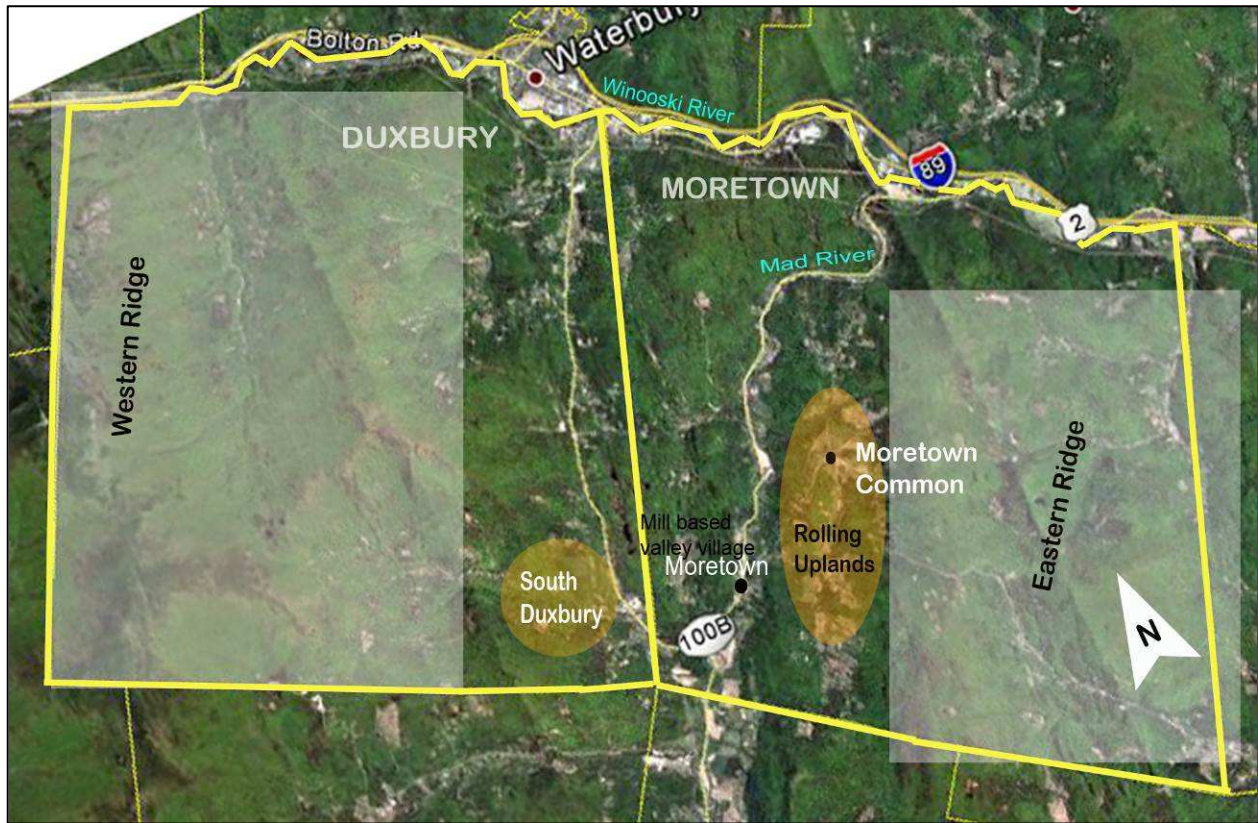 Bolton Rd
Waterbury
Winooski River
DUXBURY
MORETOWN
89
2
Mad River
Western Ridge
Moretown
Common
Mill based
valley village
Moretown
Rolling
Uplands
Eastern Ridge
South
Duxbury
100B
N